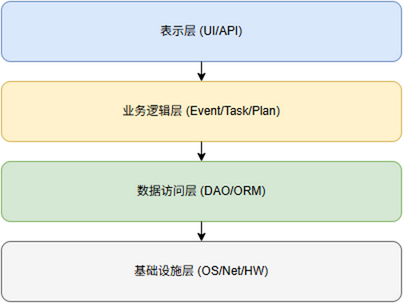 表示层 (UI/API)
业务逻辑层 (Event/Task/Plan)
数据访问层 (DAO/ORM)
基础设施层 (OS/Net/HW)